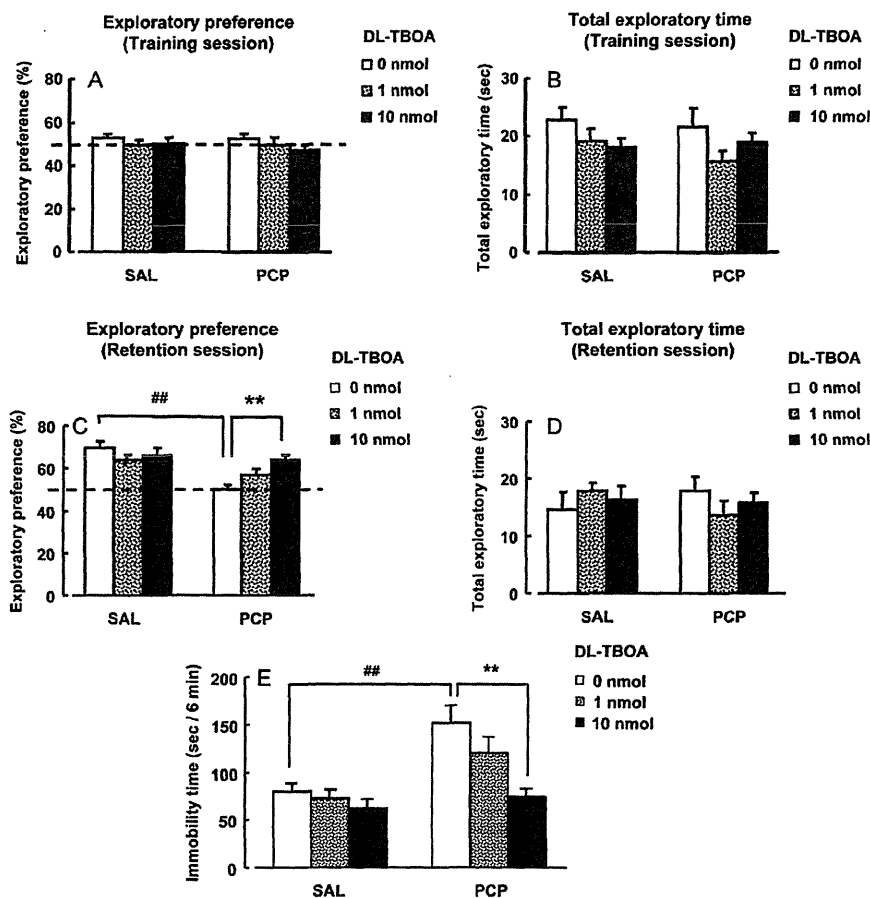 Exploratory preference
(Training session)
DL-TBOA
0 nmol
1 nmol
10 nmol
A
Exploratory preference (%)
80
60
40
20
0
SAL
PCP
Total exploratory time
(Training session)
DL-TBOA
0 nmol
1 nmol
10 nmol
B
Total exploratory time (sec)
30
20
10
0
SAL
PCP
Exploratory preference
(Retention session)
DL-TBOA
0 nmol
1 nmol
10 nmol
C
##
**
Exploratory preference (%)
80
60
40
20
0
SAL
PCP
Total exploratory time
(Retention session)
DL-TBOA
0 nmol
1 nmol
10 nmol
D
Total exploratory time (sec)
30
20
10
0
SAL
PCP
DL-TBOA
0 nmol
1 nmol
10 nmol
E
##
**
Immobility time (sec / 6 min)
200
150
100
50
0
SAL
PCP